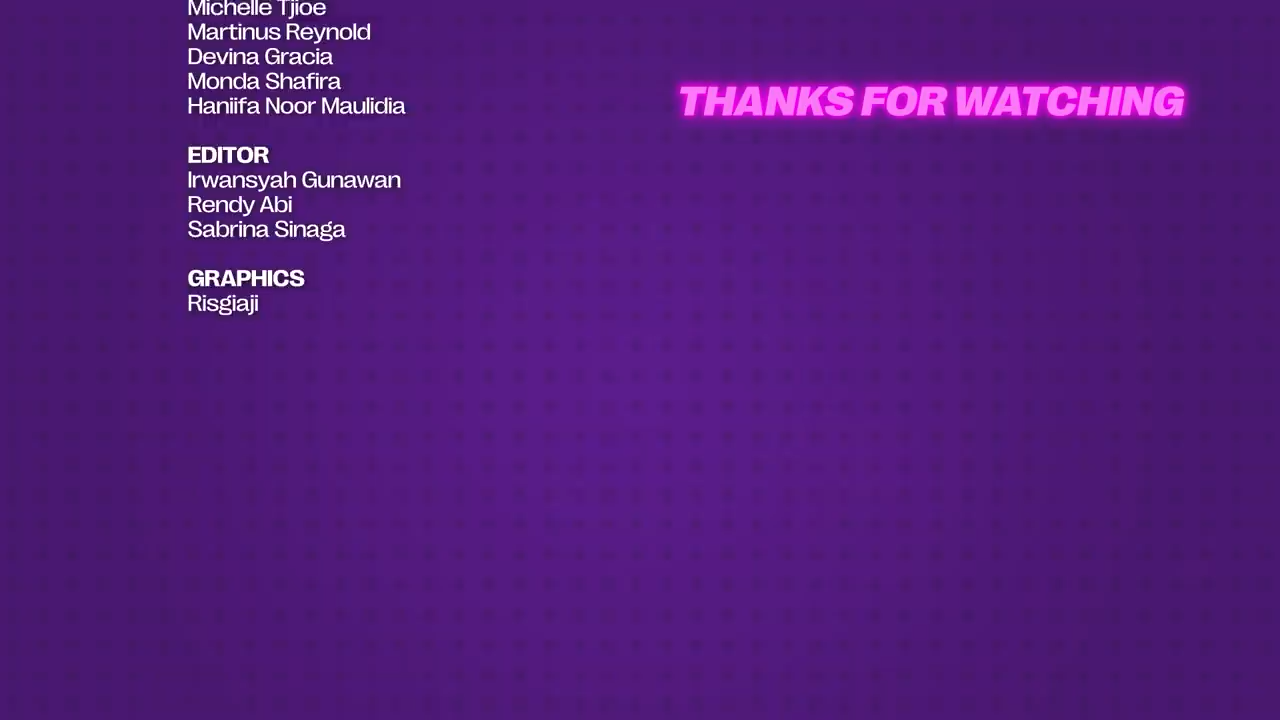 Michelle Tjioe
Martinus Reynold
Devina Gracia
Monda Shafira
Haniifa Noor Maulidia
EDITOR
Irwansyah Gunawan
Rendy Abi
Sabrina Sinaga
GRAPHICS
Risgiaji
THANKS FOR WATCHING